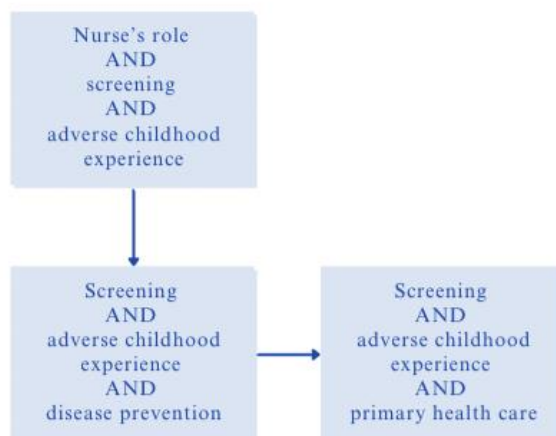 Nurse's role
AND
screening
AND
adverse childhood
experience
Screening
AND
adverse childhood
experience
AND
disease prevention
Screening
AND
adverse childhood
experience
AND
primary health care